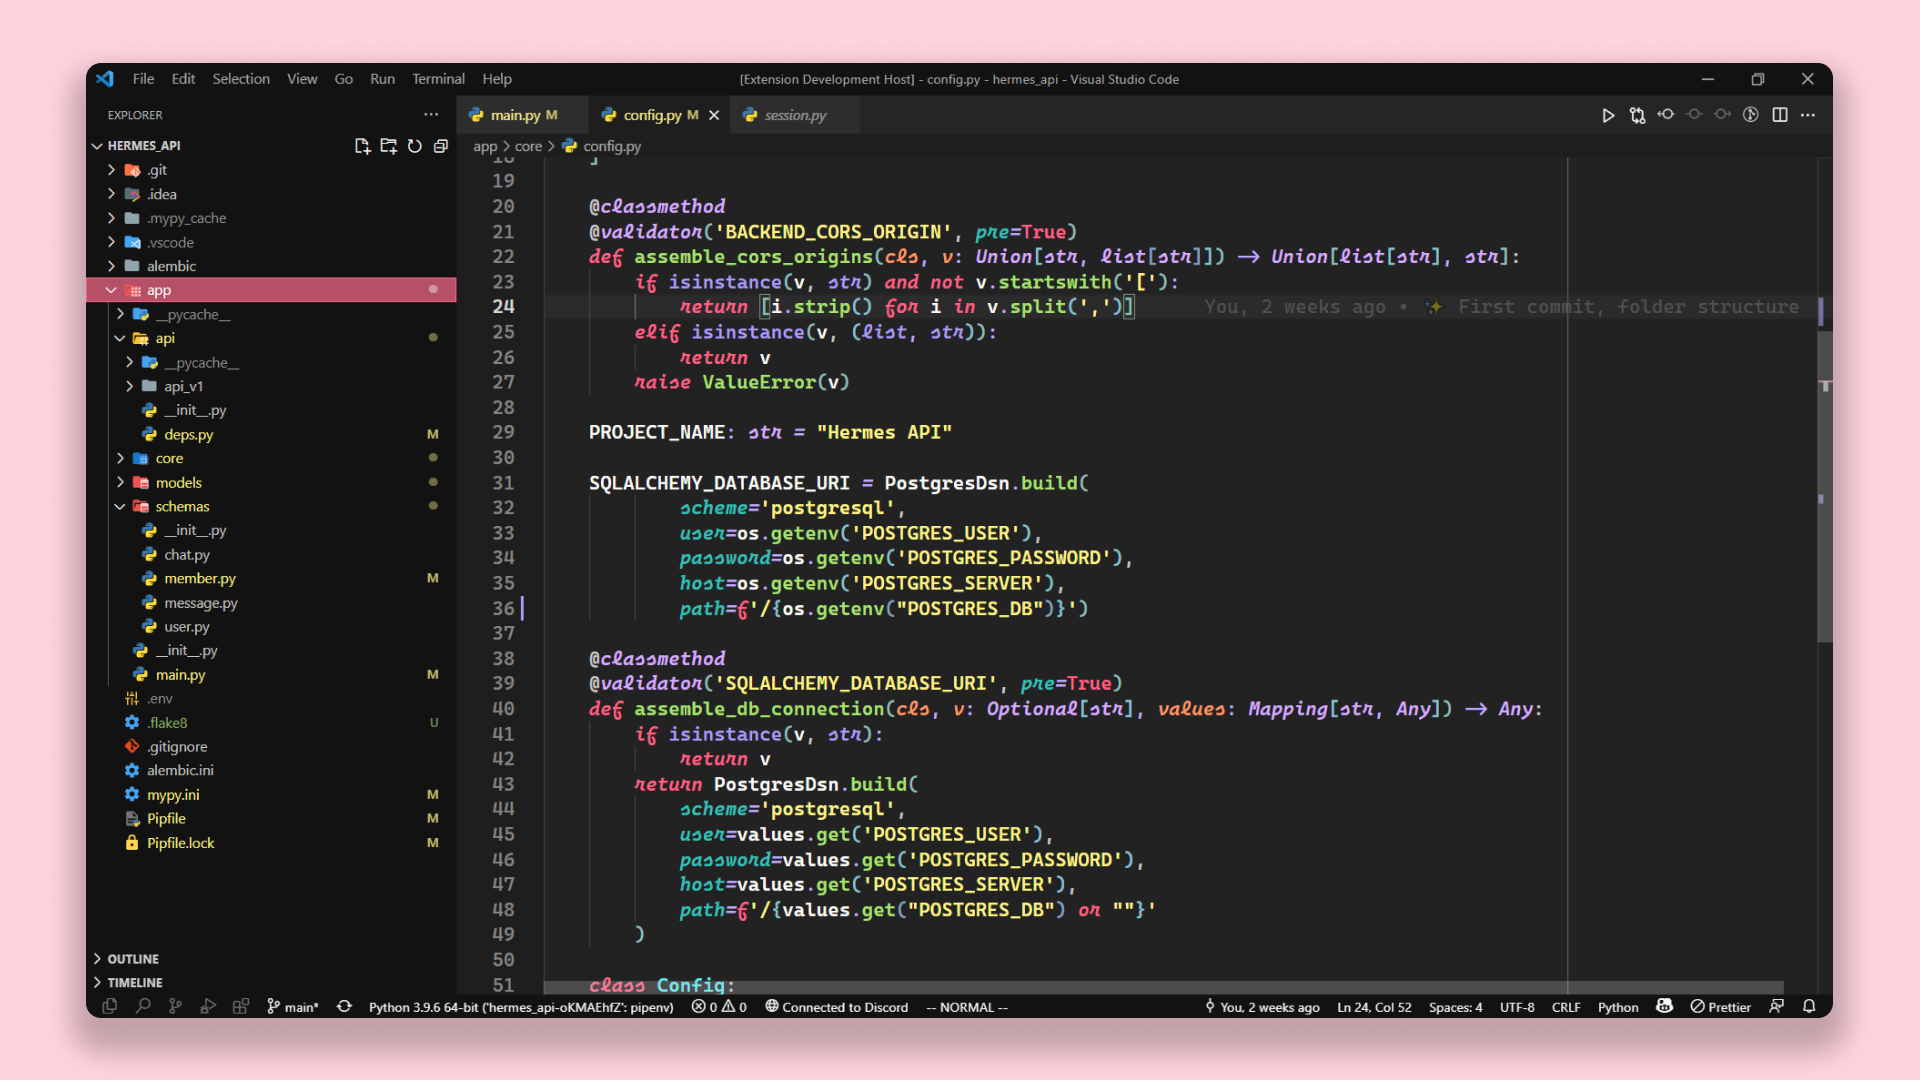 File Edit Selection View Go Run Terminal Help
[Extension Development Host] - config.py - hermes_api - Visual Studio Code
EXPLORER
HERMES_API
.git
.idea
.mypy_cache
.vscode
alembic
app
__pycache__
api
__pycache__
api_v1
__init__.py
deps.py M
core
models
schemas
__init__.py
chat.py
member.py M
message.py
user.py
__init__.py
main.py M
.env
.flake8 U
.gitignore
alembic.ini
mypy.ini M
Pipfile M
Pipfile.lock M
OUTLINE
TIMELINE
main.py M config.py M session.py
app > core > config.py
18 ]
19
20 @classmethod
21 @validator('BACKEND_CORS_ORIGIN', pre=True)
22 def assemble_cors_origins(cls, v: Union[str, list[str]]) -> Union[list[str], str]:
23 if isinstance(v, str) and not v.startswith('['):
24 return [i.strip() for i in v.split(',')] You, 2 weeks ago • ✨ First commit, folder structure
25 elif isinstance(v, (list, str)):
26 return v
27 raise ValueError(v)
28
29 PROJECT_NAME: str = "Hermes API"
30
31 SQLALCHEMY_DATABASE_URI = PostgresDsn.build(
32 scheme='postgresql',
33 user=os.getenv('POSTGRES_USER'),
34 password=os.getenv('POSTGRES_PASSWORD'),
35 host=os.getenv('POSTGRES_SERVER'),
36 path=f'/{os.getenv("POSTGRES_DB")}')
37
38 @classmethod
39 @validator('SQLALCHEMY_DATABASE_URI', pre=True)
40 def assemble_db_connection(cls, v: Optional[str], values: Mapping[str, Any]) -> Any:
41 if isinstance(v, str):
42 return v
43 return PostgresDsn.build(
44 scheme='postgresql',
45 user=values.get('POSTGRES_USER'),
46 password=values.get('POSTGRES_PASSWORD'),
47 host=values.get('POSTGRES_SERVER'),
48 path=f'/{values.get("POSTGRES_DB") or ""}'
49 )
50
51 class Config:
main* Python 3.9.6 64-bit ('hermes_api-oKMAEhfZ': pipenv) 0 0 Connected to Discord -- NORMAL -- You, 2 weeks ago Ln 24, Col 52 Spaces: 4 UTF-8 CRLF Python Prettier